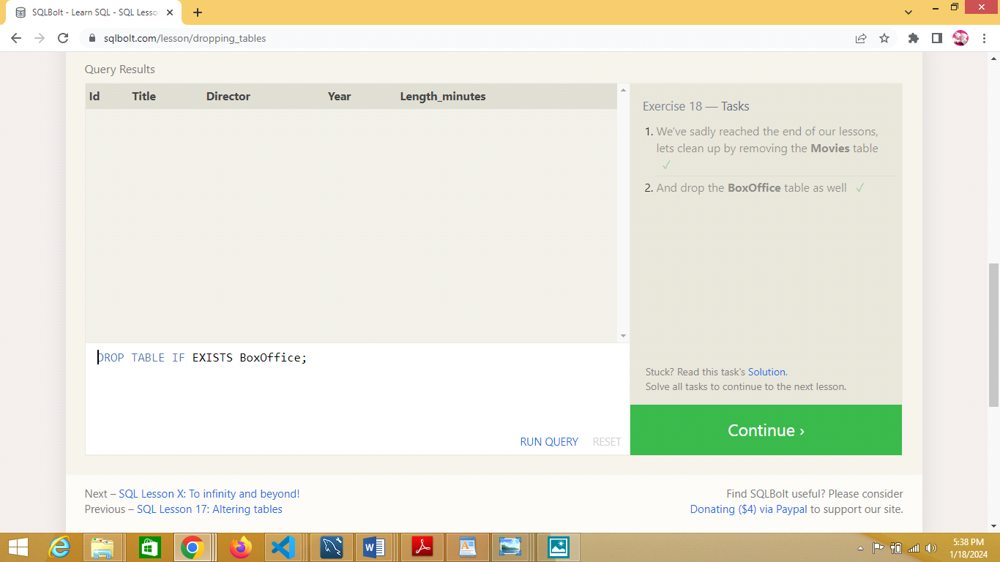 SQLBolt - Learn SQL - SQL Lesso
sqlbolt.com/lesson/dropping_tables
Query Results
Id Title Director Year Length_minutes
Exercise 18 — Tasks
1. We've sadly reached the end of our lessons,
lets clean up by removing the Movies table
✓
2. And drop the BoxOffice table as well ✓
DROP TABLE IF EXISTS BoxOffice;
Stuck? Read this task's Solution.
Solve all tasks to continue to the next lesson.
RUN QUERY RESET
Continue ›
Next – SQL Lesson X: To infinity and beyond!
Previous – SQL Lesson 17: Altering tables
Find SQLBolt useful? Please consider
Donating ($4) via Paypal to support our site.
5:38 PM
1/18/2024